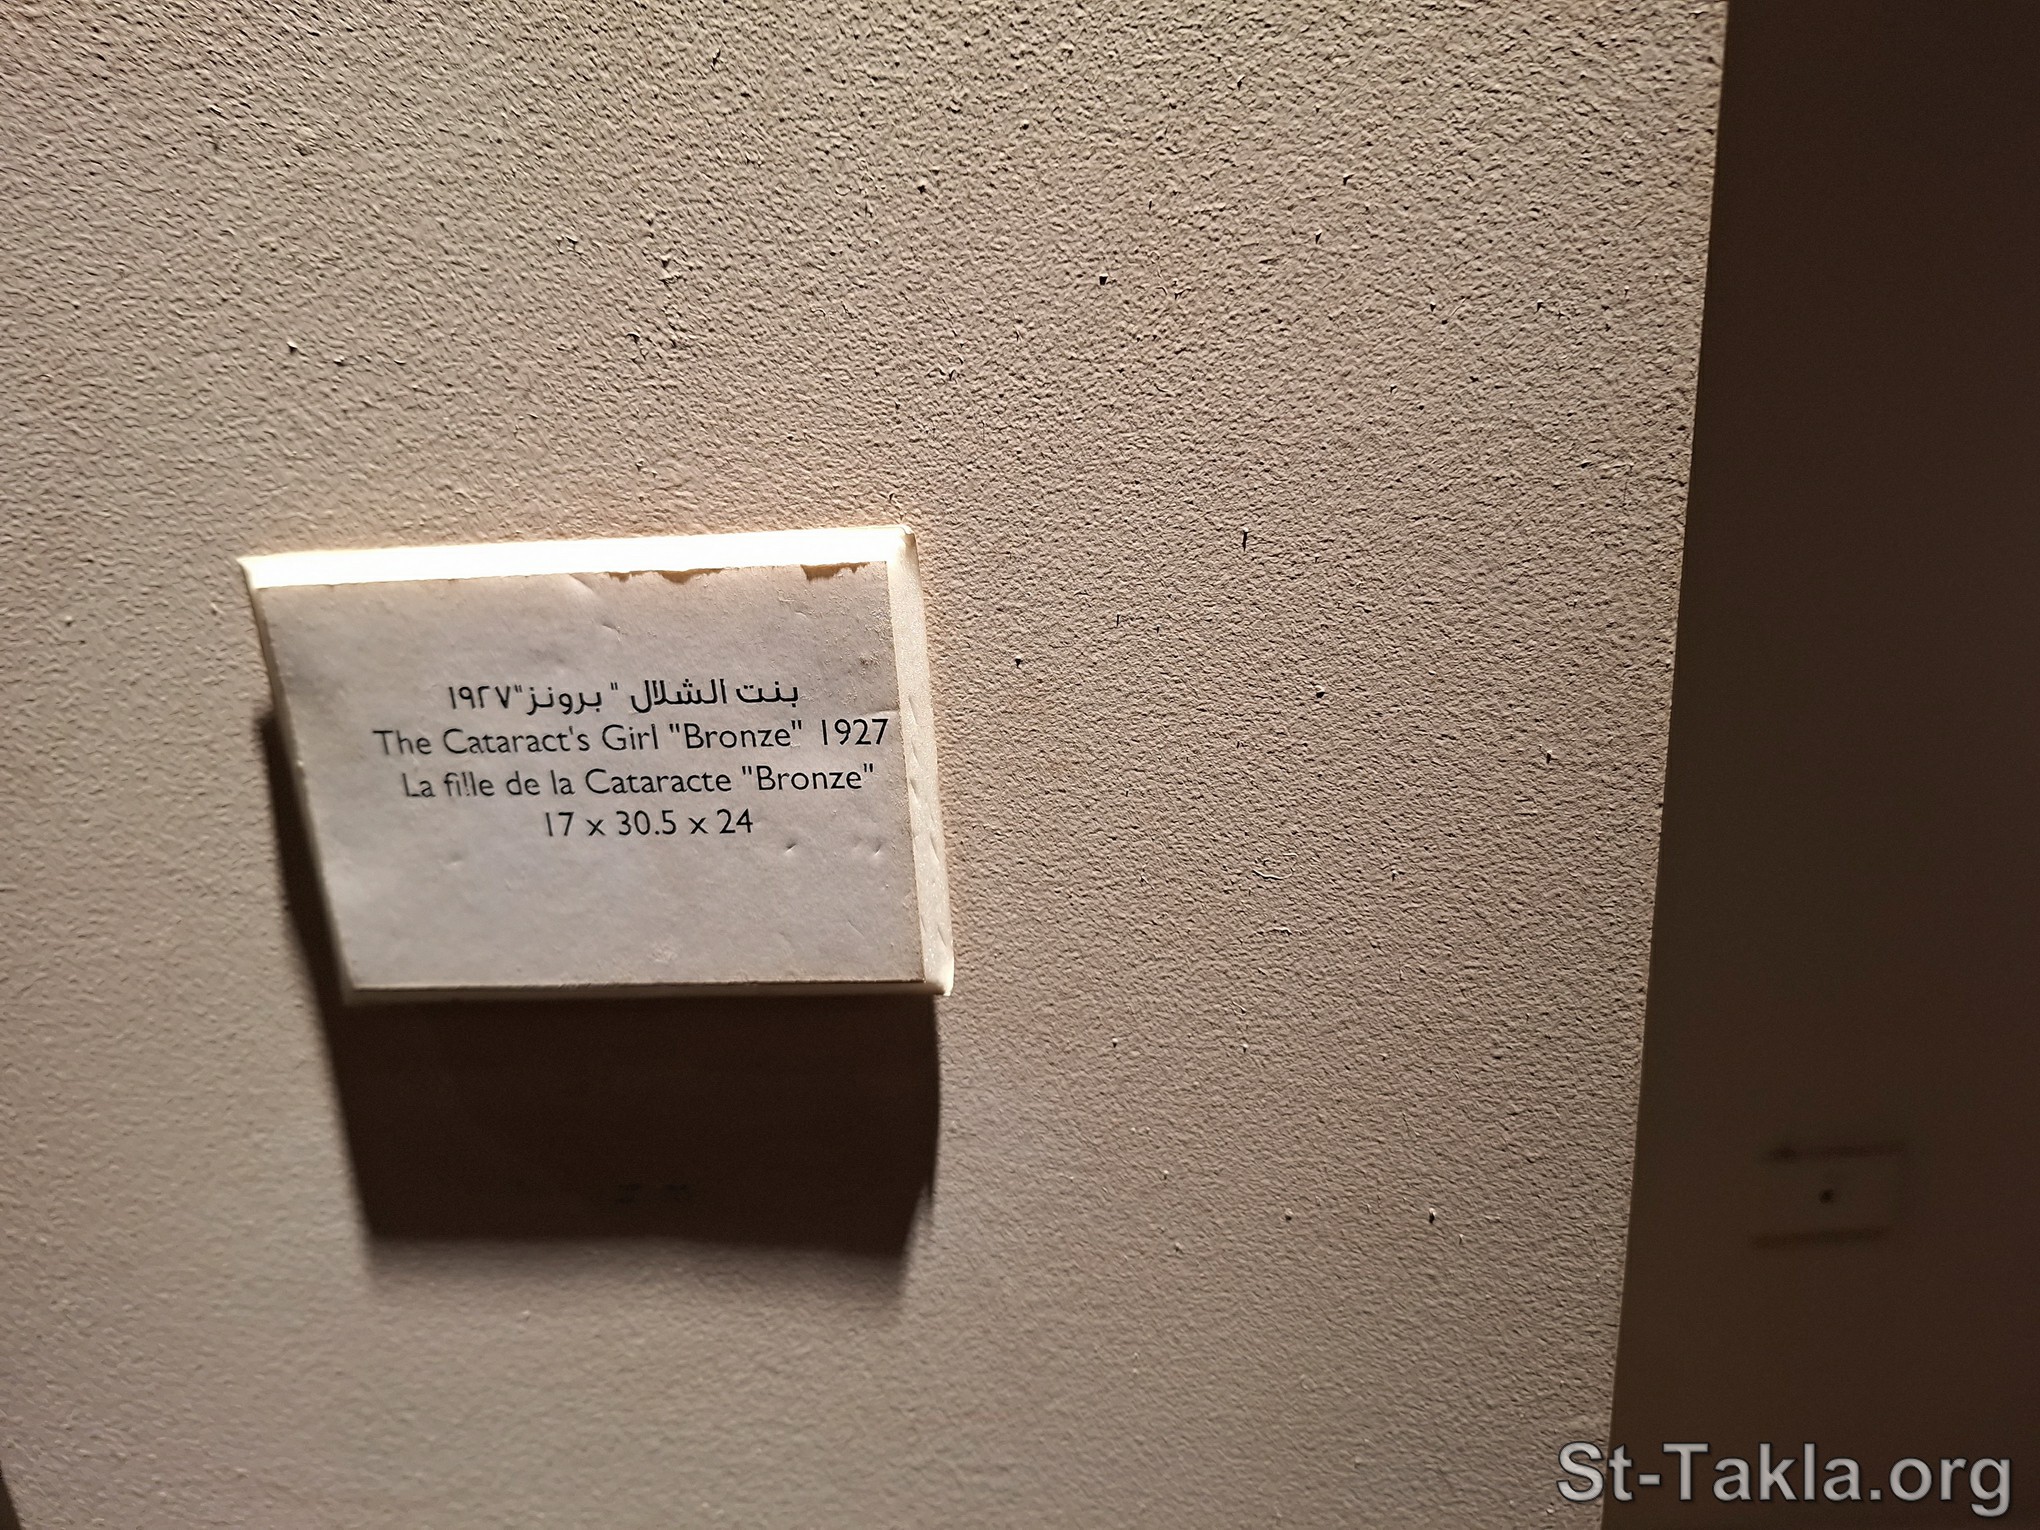 بنت الشلال " برونز"١٩٢٧
The Cataract's Girl "Bronze" 1927
La fille de la Cataracte "Bronze"
17 x 30.5 x 24
St-Takla.org